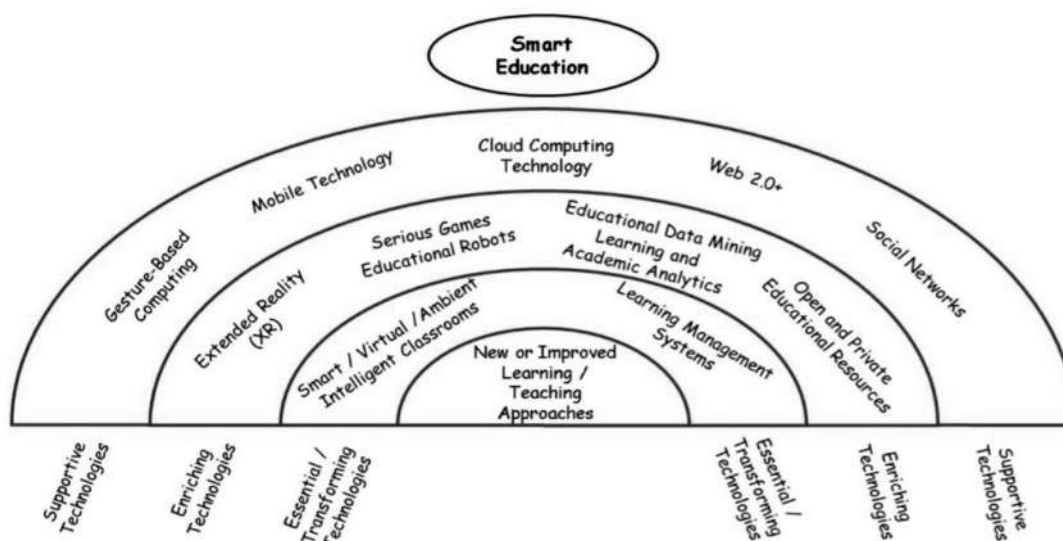 Smart
Education
Gesture-Based
Computing
Mobile Technology
Cloud Computing
Technology
Web 2.0+
Social Networks
Extended Reality
(XR)
Serious Games
Educational Robots
Educational Data Mining
Learning and
Academic Analytics
Open and Private
Educational Resources
Smart / Virtual /Ambient
Intelligent Classrooms
Learning Management
Systems
New or Improved
Learning /
Teaching
Approaches
Supportive
Technologies
Enriching
Technologies
Essential /
Transforming
Technologies
Essential /
Transforming
Technologies
Enriching
Technologies
Supportive
Technologies